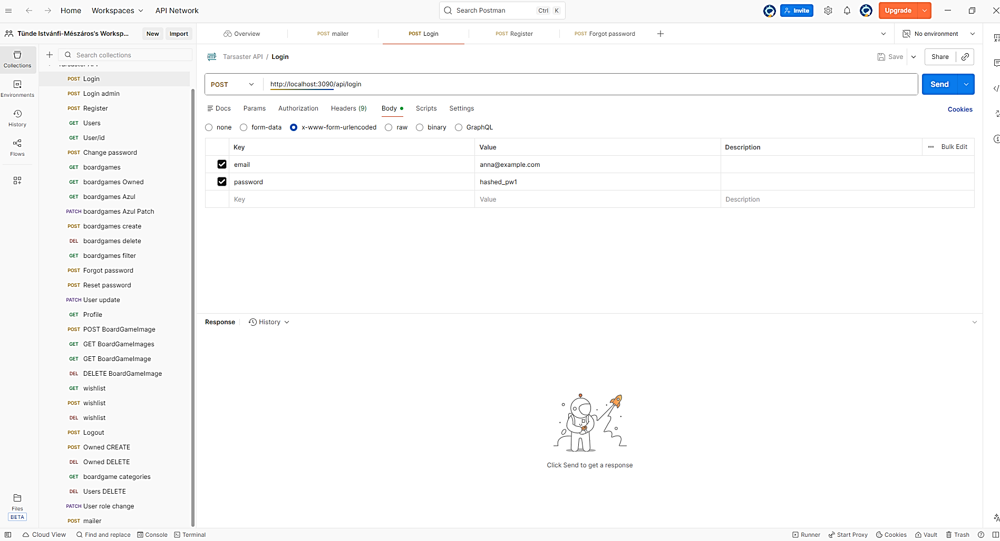 Home Workspaces API Network Search Postman Ctrl K Invite Upgrade
Tünde Istvánfi-Mészáros's Worksp... New Import Overview POST mailer POST Login POST Register POST Forgot password No environment
Collections
Environments
History
Flows
Files
BETA
Search collections
POST Login
POST Login admin
POST Register
GET Users
GET User/id
POST Change password
GET boardgames
GET boardgames Owned
GET boardgames Azul
PATCH boardgames Azul Patch
POST boardgames create
DEL boardgames delete
GET boardgames filter
POST Forgot password
POST Reset password
PATCH User update
GET Profile
POST POST BoardGameImage
GET GET BoardGameImages
GET GET BoardGameImage
DEL DELETE BoardGameImage
GET wishlist
POST wishlist
DEL wishlist
POST Logout
POST Owned CREATE
DEL Owned DELETE
GET boardgame categories
DEL Users DELETE
PATCH User role change
POST mailer
HTTP Tarsaster API / Login Save Share
POST http://localhost:3090/api/login Send
Docs Params Authorization Headers (9) Body Scripts Settings Cookies
none form-data x-www-form-urlencoded raw binary GraphQL
Key Value Description Bulk Edit
email anna@example.com
password hashed_pw1
Key Value Description
Response History
Click Send to get a response
Cloud View Find and replace Console Terminal Runner Start Proxy Cookies Vault Trash